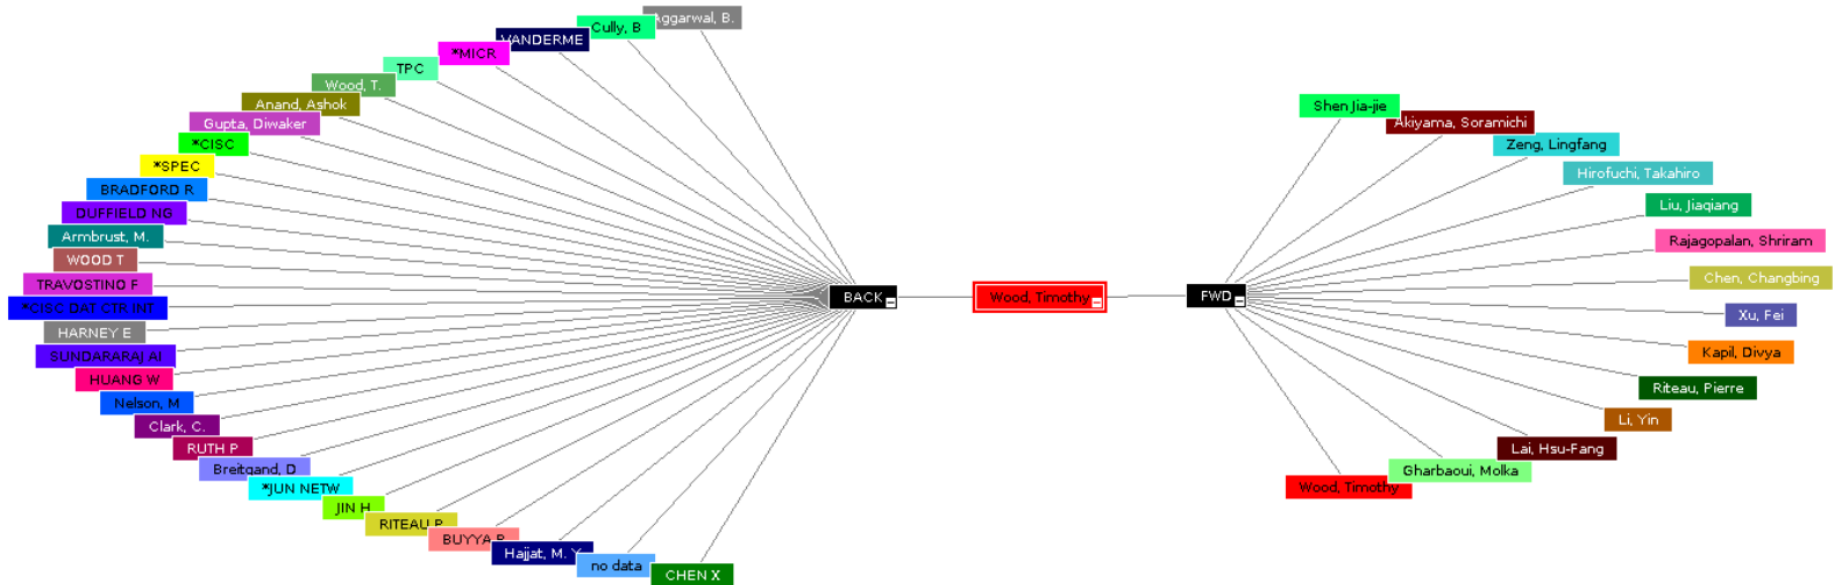 Aggarwal, B.
Cully, B
VANDERME
*MICR
TPC
Wood, T.
Anand, Ashok
Gupta, Diwaker
*CISC
*SPEC
BRADFORD R
DUFFIELD NG
Armbrust, M.
WOOD T
TRAVOSTINO F
*CISC DAT CTR INT
HARNEY E
SUNDARARAJ AI
HUANG W
Nelson, M
Clark, C.
RUTH P
Breitgand, D
*JUN NETW
JIN H
RITEAU P
BUYYA R
Hajjat, M. Y
no data
CHEN X
BACK
Wood, Timothy
FWD
Shen Jia-jie
Akiyama, Soramichi
Zeng, Lingfang
Hirofuchi, Takahiro
Liu, Jiaqiang
Rajagopalan, Shriram
Chen, Changbing
Xu, Fei
Kapil, Divya
Riteau, Pierre
Li, Yin
Lai, Hsu-Fang
Gharbaoui, Molka
Wood, Timothy